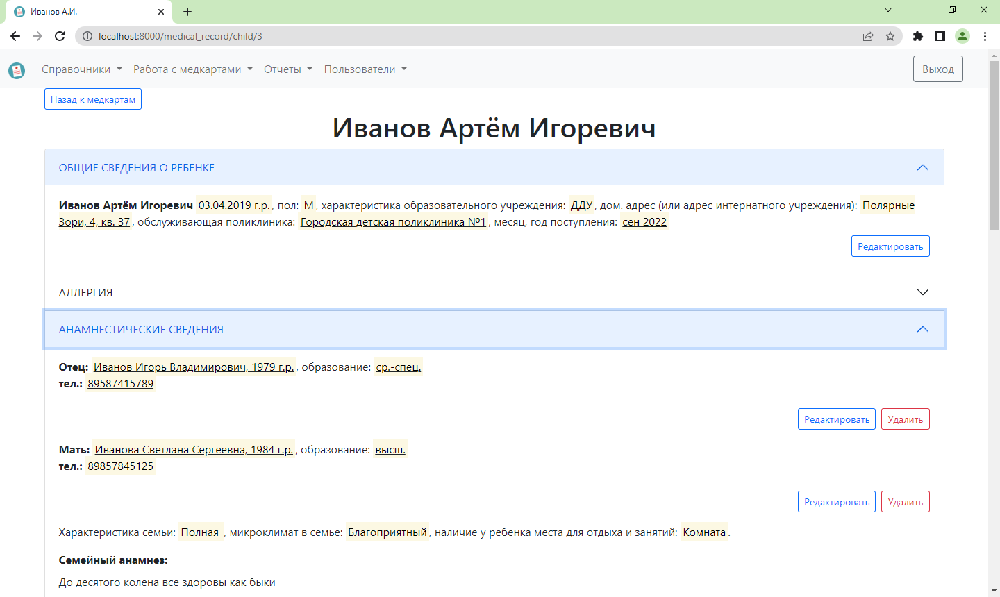 Иванов А.И.
localhost:8000/medical_record/child/3
Справочники Работа с медкартами Отчеты Пользователи Выход
Назад к медкартам
Иванов Артём Игоревич
ОБЩИЕ СВЕДЕНИЯ О РЕБЕНКЕ
Иванов Артём Игоревич 03.04.2019 г.р., пол: М, характеристика образовательного учреждения: ДДУ, дом. адрес (или адрес интернатного учреждения): Полярные
Зори, 4, кв. 37, обслуживающая поликлиника: Городская детская поликлиника №1, месяц, год поступления: сен 2022
Редактировать
АЛЛЕРГИЯ
АНАМНЕСТИЧЕСКИЕ СВЕДЕНИЯ
Отец: Иванов Игорь Владимирович, 1979 г.р., образование: ср.-спец.
тел.: 89587415789
Редактировать Удалить
Мать: Иванова Светлана Сергеевна, 1984 г.р., образование: высш.
тел.: 89857845125
Редактировать Удалить
Характеристика семьи: Полная , микроклимат в семье: Благоприятный, наличие у ребенка места для отдыха и занятий: Комната.
Семейный анамнез:
До десятого колена все здоровы как быки